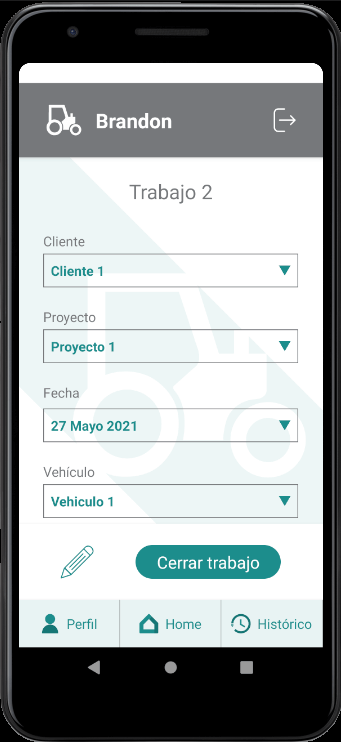 Brandon
Trabajo 2
Cliente
Cliente 1
Proyecto
Proyecto 1
Fecha
27 Mayo 2021
Vehículo
Vehiculo 1
Cerrar trabajo
Perfil
Home
Histórico